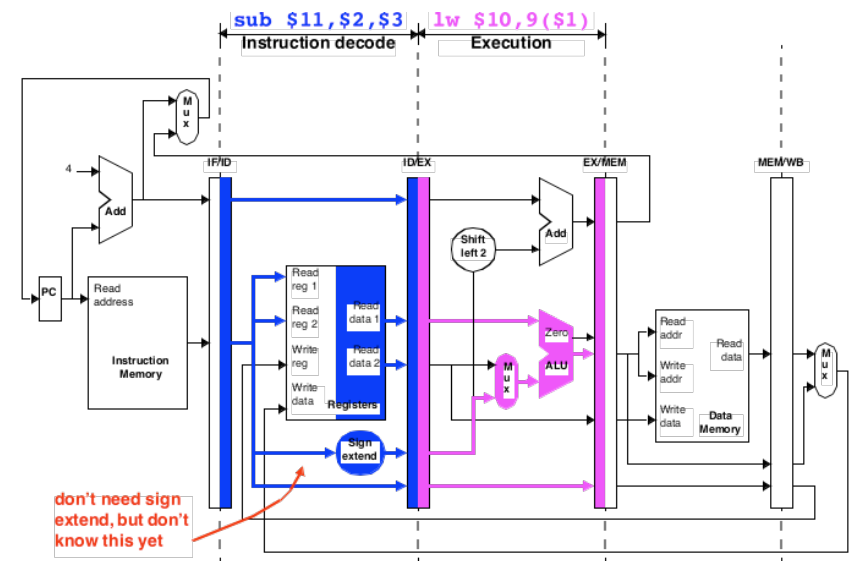 sub $11,$2,$3
lw $10,9($1)
Instruction decode
Execution
M
u
x
IF/ID
ID/EX
EX/MEM
MEM/WB
4
Add
Shift
left 2
Add
PC
Read
address
Instruction
Memory
Read
reg 1
Read
reg 2
Write
reg
Write
data
Read
data 1
Read
data 2
Registers
Sign
extend
M
u
x
Zero
ALU
Read
addr
Write
addr
Write
data
Read
data
Data
Memory
M
u
x
don't need sign
extend, but don't
know this yet